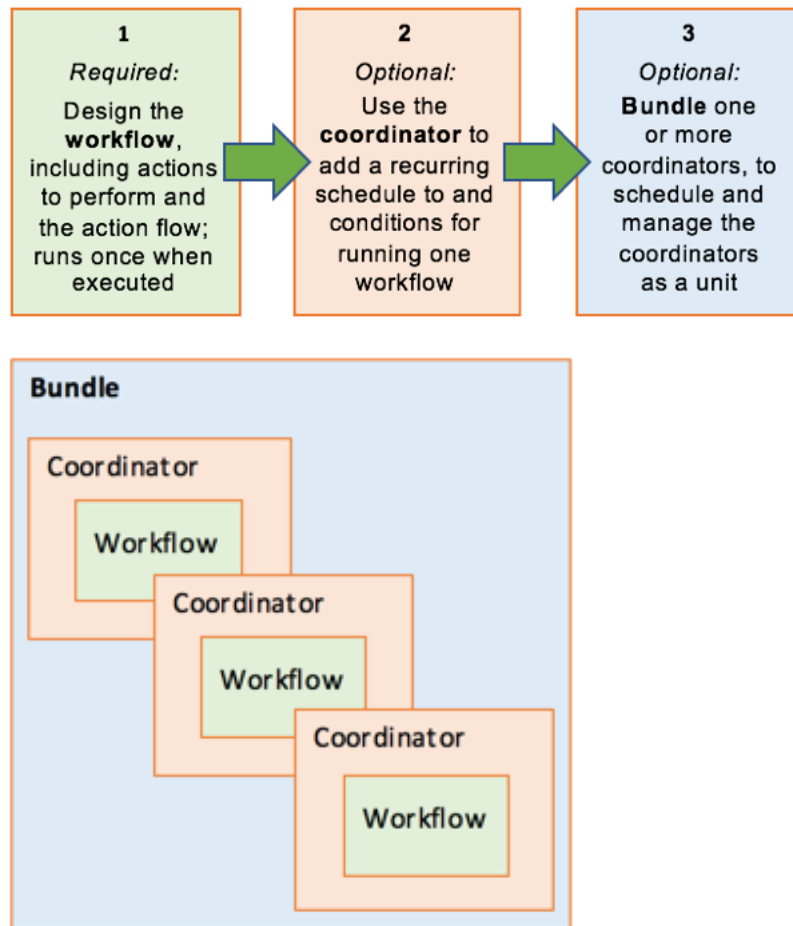 1
Required:
Design the
workflow,
including actions
to perform and
the action flow;
runs once when
executed
2
Optional:
Use the
coordinator to
add a recurring
schedule to and
conditions for
running one
workflow
3
Optional:
Bundle one
or more
coordinators, to
schedule and
manage the
coordinators
as a unit
Bundle
Coordinator
Workflow
Coordinator
Workflow
Coordinator
Workflow